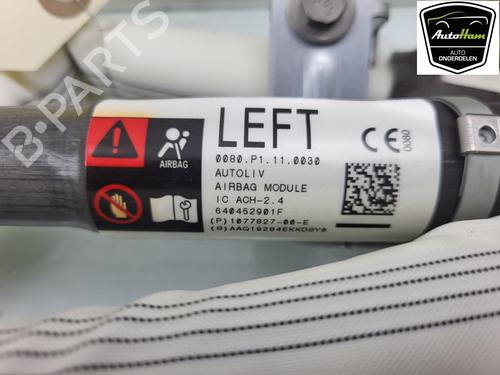 AutoHam
AUTO
ONDERDELEN
B-PARTS
LEFT
AIRBAG
0080.P1.11.0030
AUTOLIV
AIRBAG MODULE
IC ACH-2.4
640452901F
(P)1077827-00-E
(S)AAQ19284EKKDBY0
CE
0080